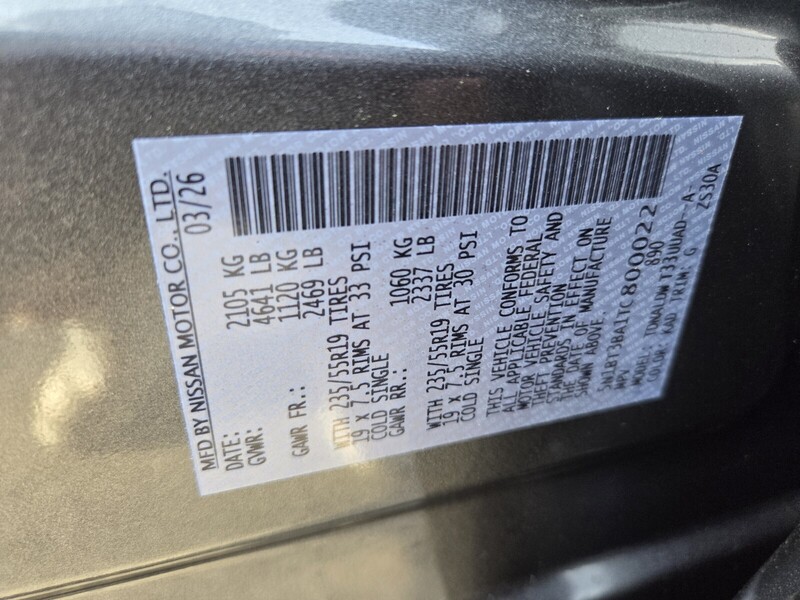 MFD BY NISSAN MOTOR CO., LTD.
DATE: 03/26
GVWR: 2105 KG
4641 LB
GAWR FR.: 1120 KG
2469 LB
WITH 235/55R19 TIRES
19 X 7.5 RIMS AT 33 PSI
COLD SINGLE
GAWR RR.: 1060 KG
2337 LB
WITH 235/55R19 TIRES
19 X 7.5 RIMS AT 30 PSI
COLD SINGLE
THIS VEHICLE CONFORMS TO
ALL APPLICABLE FEDERAL
MOTOR VEHICLE SAFETY AND
THEFT PREVENTION
STANDARDS IN EFFECT ON
THE DATE OF MANUFACTURE
SHOWN ABOVE
800022
MPV 890
MODEL: A-
COLOR: KAD TRIM: G ZS30A